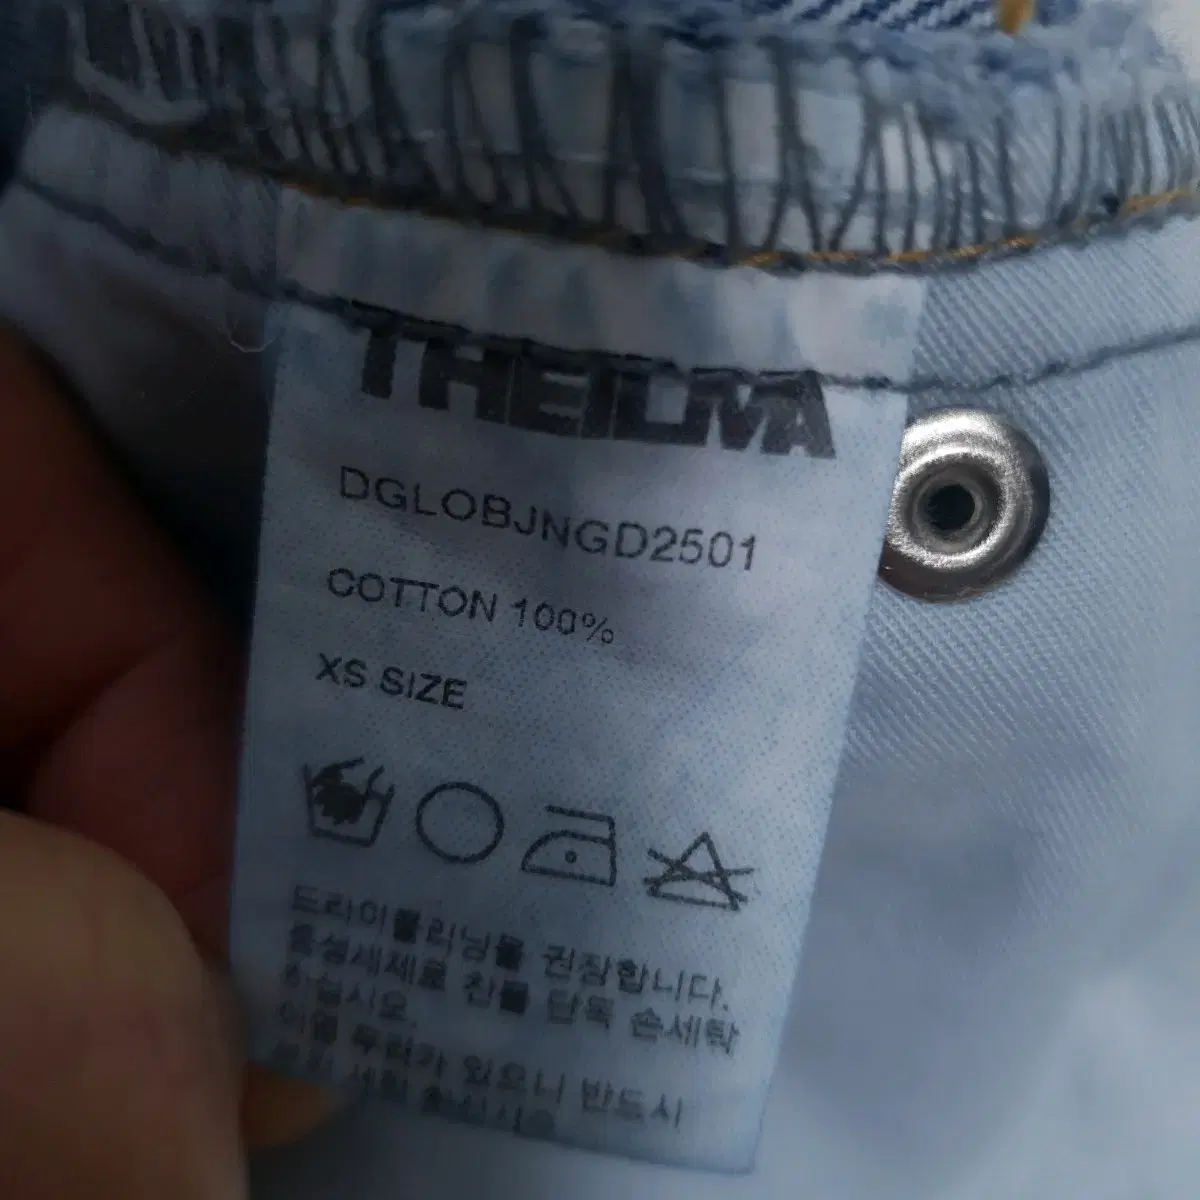 THEILMA
DGLOBJNGD2501
COTTON 100%
XS SIZE
드라이클리닝을 권장합니다.
중성세제로 찬물 단독 손세탁
하십시오.
이염 우려가 있으니 반드시